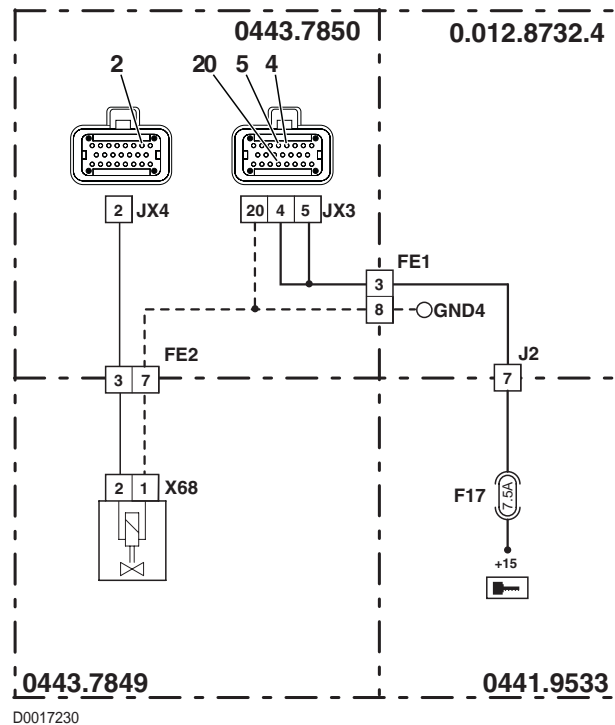 0443.7850 0.012.8732.4
2 20 5 4
2 JX4 20 4 5 JX3
FE1
3
8 GND4
FE2 J2
3 7 7
2 1 X68 F17 7.5A
+15
0443.7849 0441.9533
D0017230